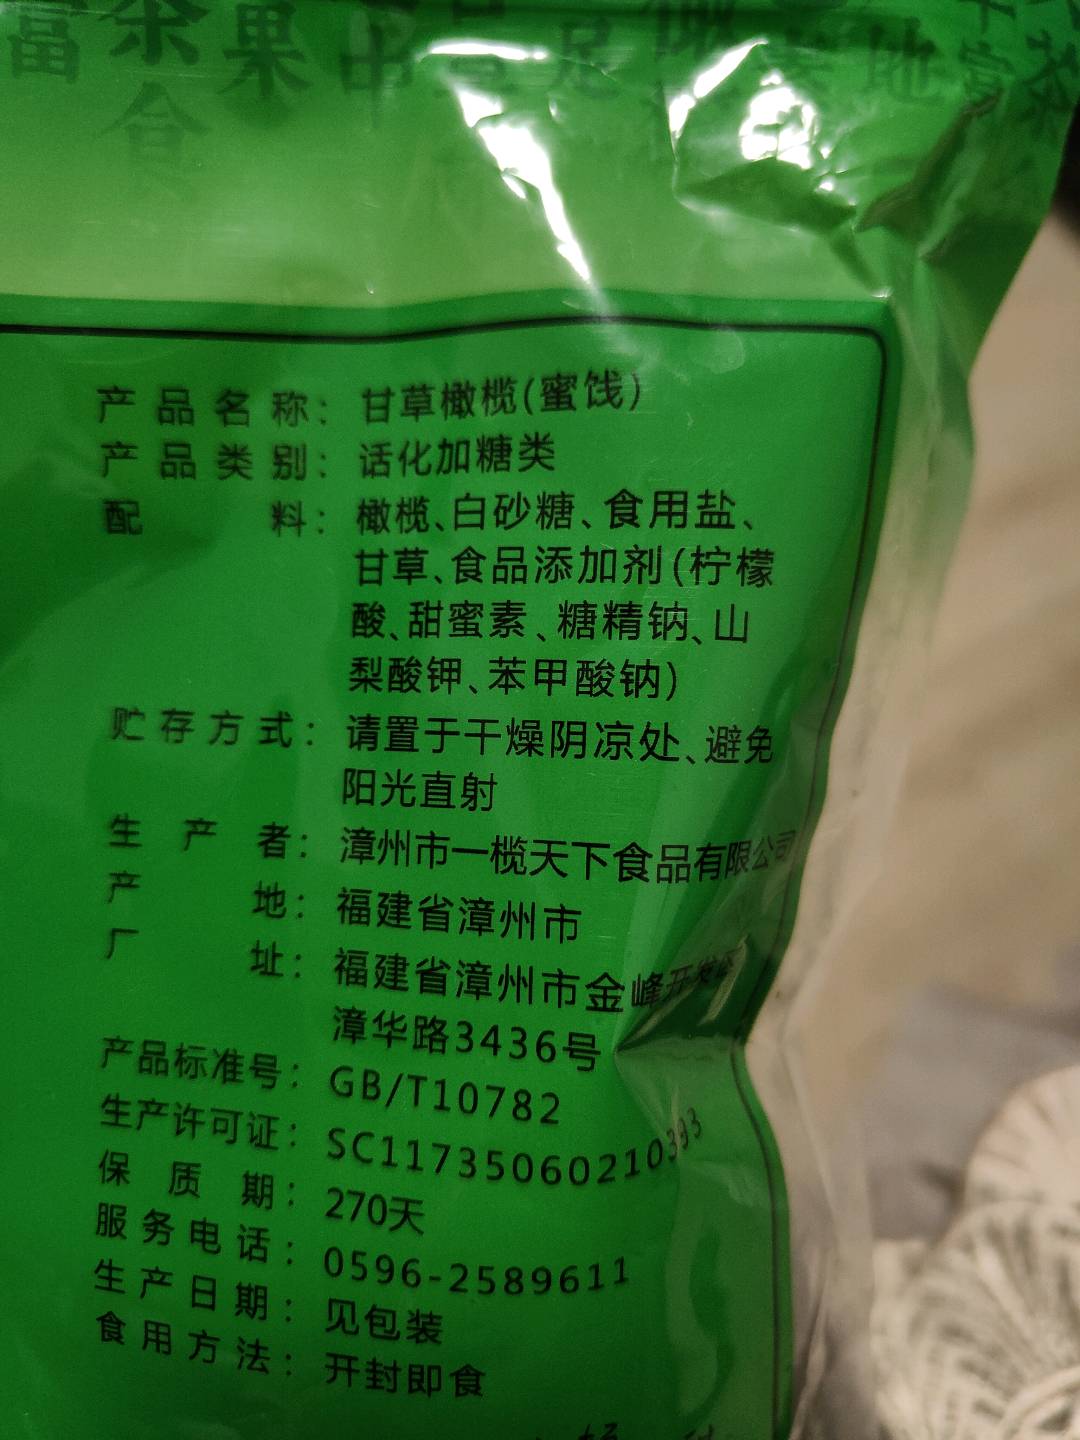 富 茶 果 出 足 地
食
产品名称：甘草橄榄(蜜饯)
产品类别：话化加糖类
配料：橄榄、白砂糖、食用盐、
甘草、食品添加剂(柠檬
酸、甜蜜素、糖精钠、山
梨酸钾、苯甲酸钠)
贮存方式：请置于干燥阴凉处、避免
阳光直射
生产者：漳州市一榄天下食品有限公司
产地：福建省漳州市
厂址：福建省漳州市金峰开发区
漳华路3436号
产品标准号：GB/T10782
生产许可证：SC11735060210393
保质期：270天
服务电话：0596-2589611
生产日期：见包装
食用方法：开封即食